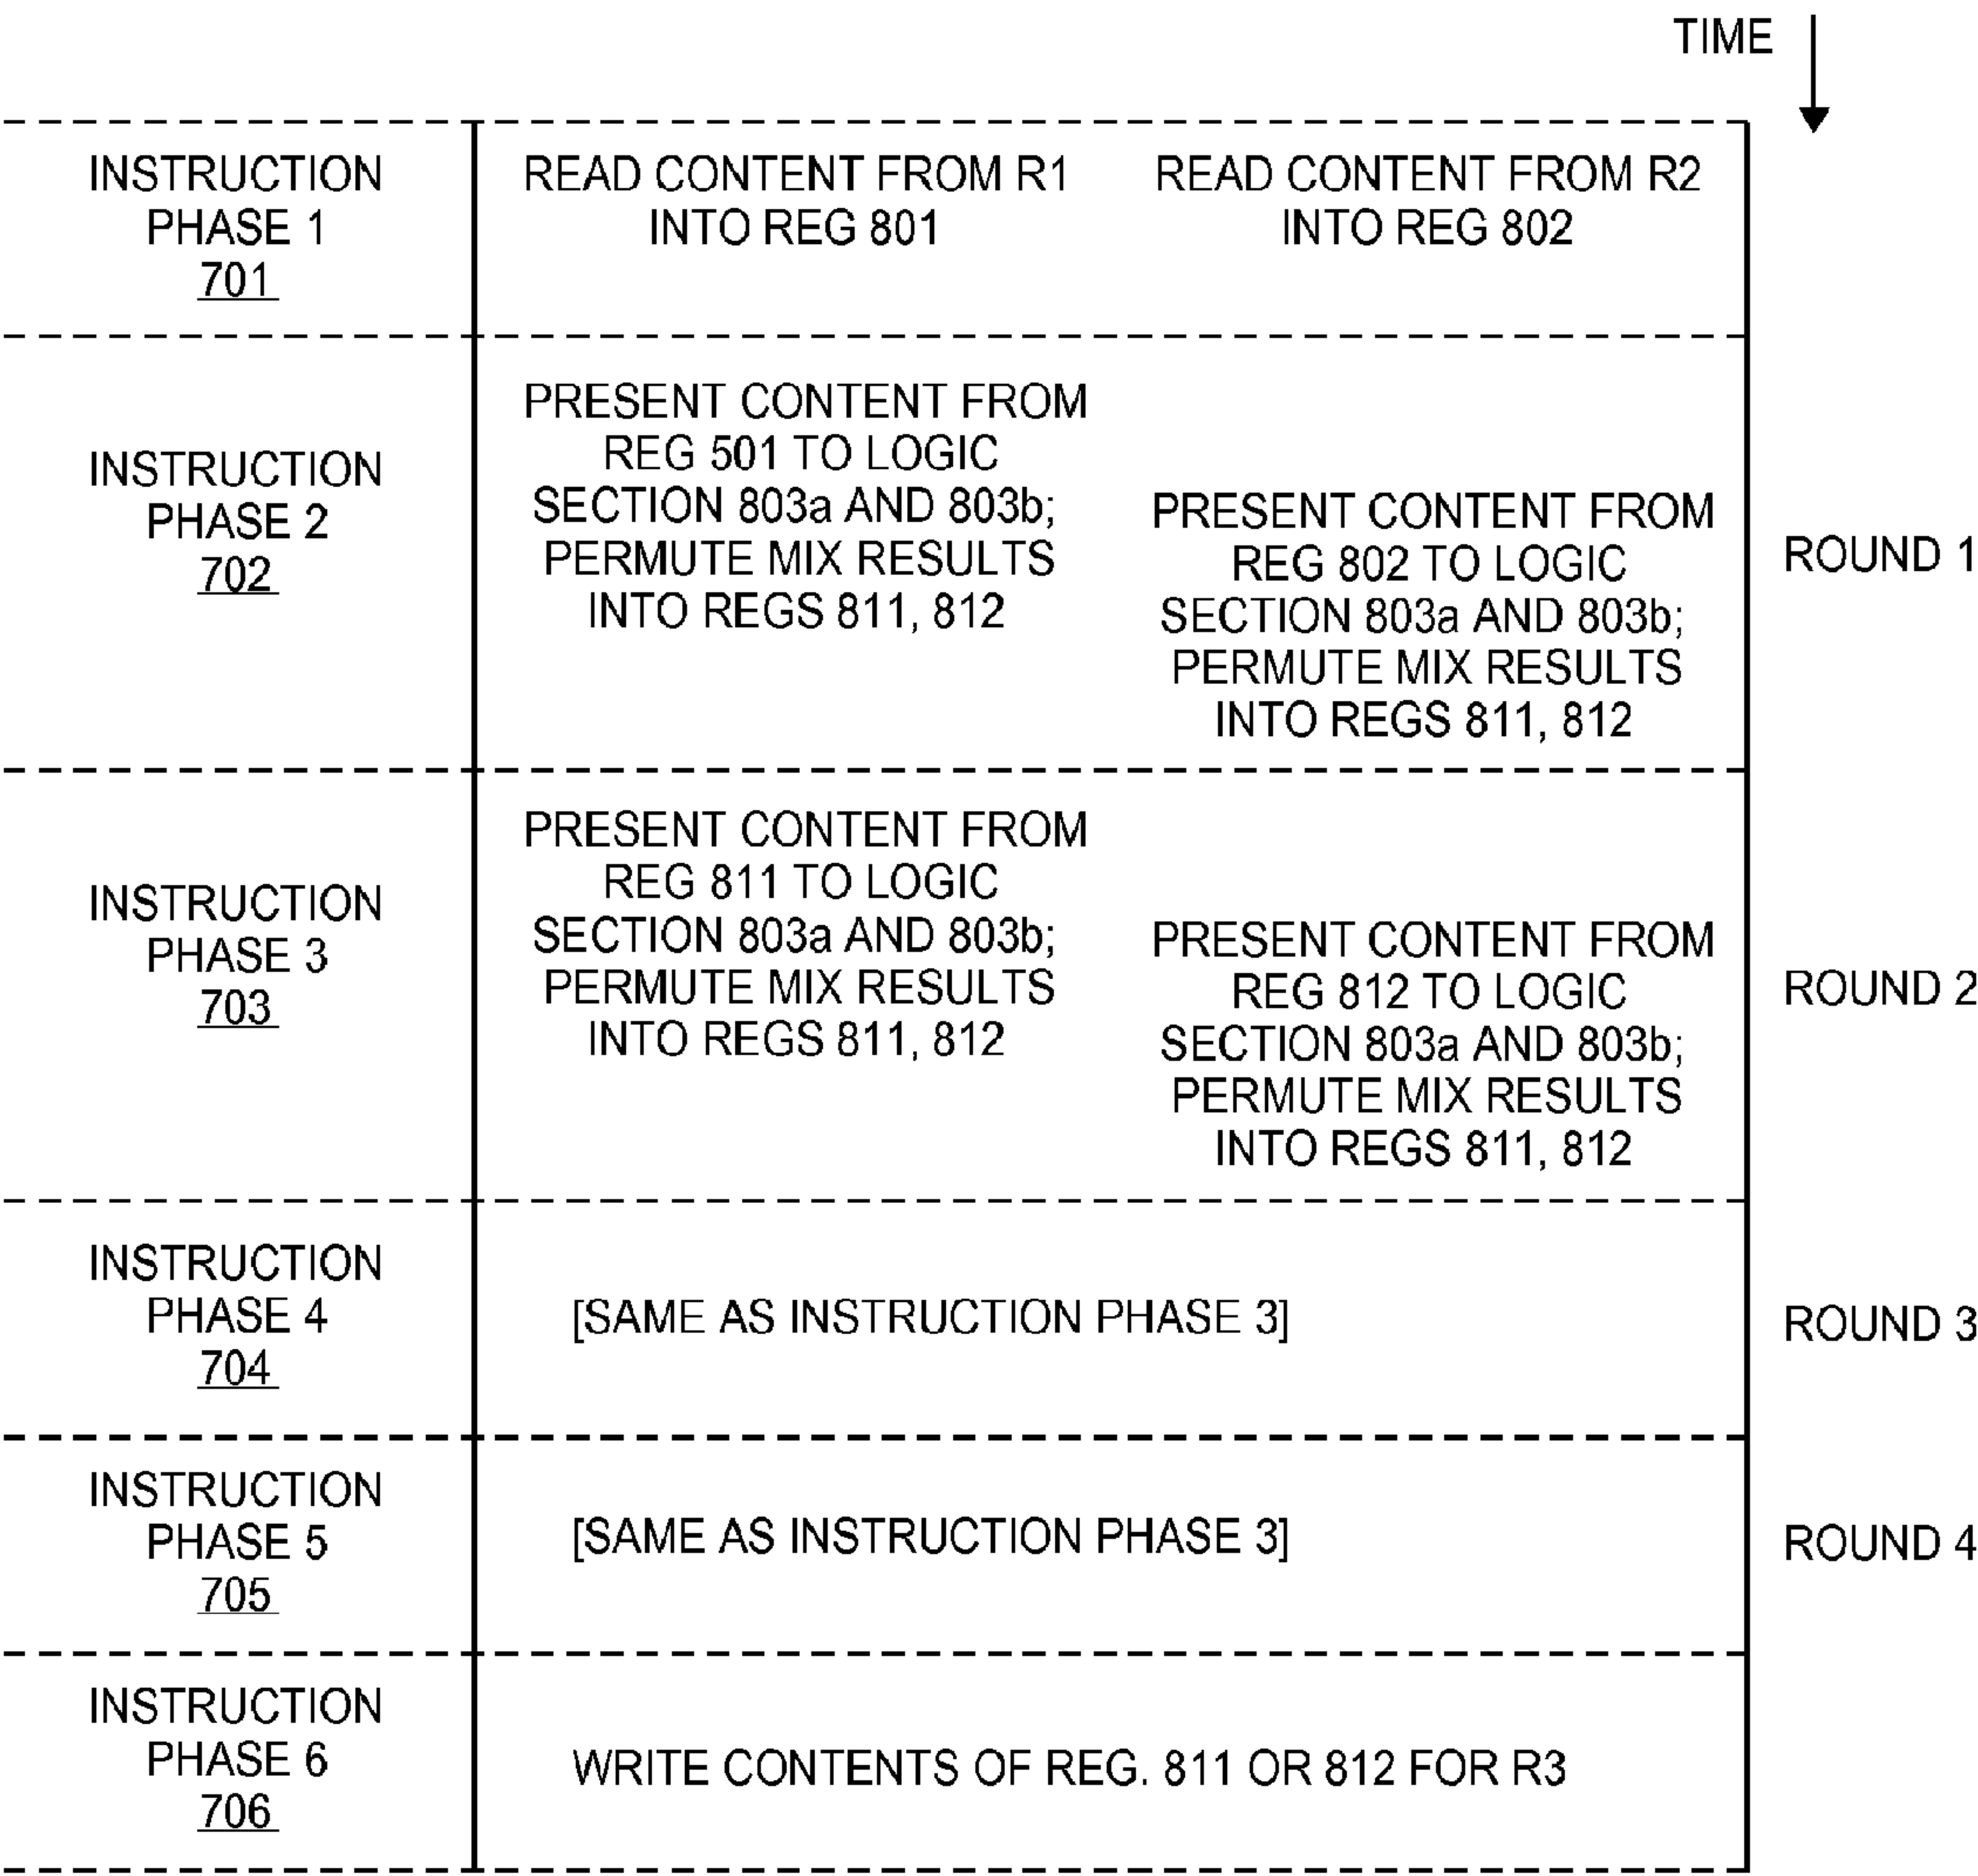 TIME
INSTRUCTION
PHASE 1
701
READ CONTENT FROM R1
INTO REG 801
READ CONTENT FROM R2
INTO REG 802
INSTRUCTION
PHASE 2
702
PRESENT CONTENT FROM
REG 501 TO LOGIC
SECTION 803a AND 803b;
PERMUTE MIX RESULTS
INTO REGS 811, 812
PRESENT CONTENT FROM
REG 802 TO LOGIC
SECTION 803a AND 803b;
PERMUTE MIX RESULTS
INTO REGS 811, 812
ROUND 1
INSTRUCTION
PHASE 3
703
PRESENT CONTENT FROM
REG 811 TO LOGIC
SECTION 803a AND 803b;
PERMUTE MIX RESULTS
INTO REGS 811, 812
PRESENT CONTENT FROM
REG 812 TO LOGIC
SECTION 803a AND 803b;
PERMUTE MIX RESULTS
INTO REGS 811, 812
ROUND 2
INSTRUCTION
PHASE 4
704
[SAME AS INSTRUCTION PHASE 3]
ROUND 3
INSTRUCTION
PHASE 5
705
[SAME AS INSTRUCTION PHASE 3]
ROUND 4
INSTRUCTION
PHASE 6
706
WRITE CONTENTS OF REG. 811 OR 812 FOR R3